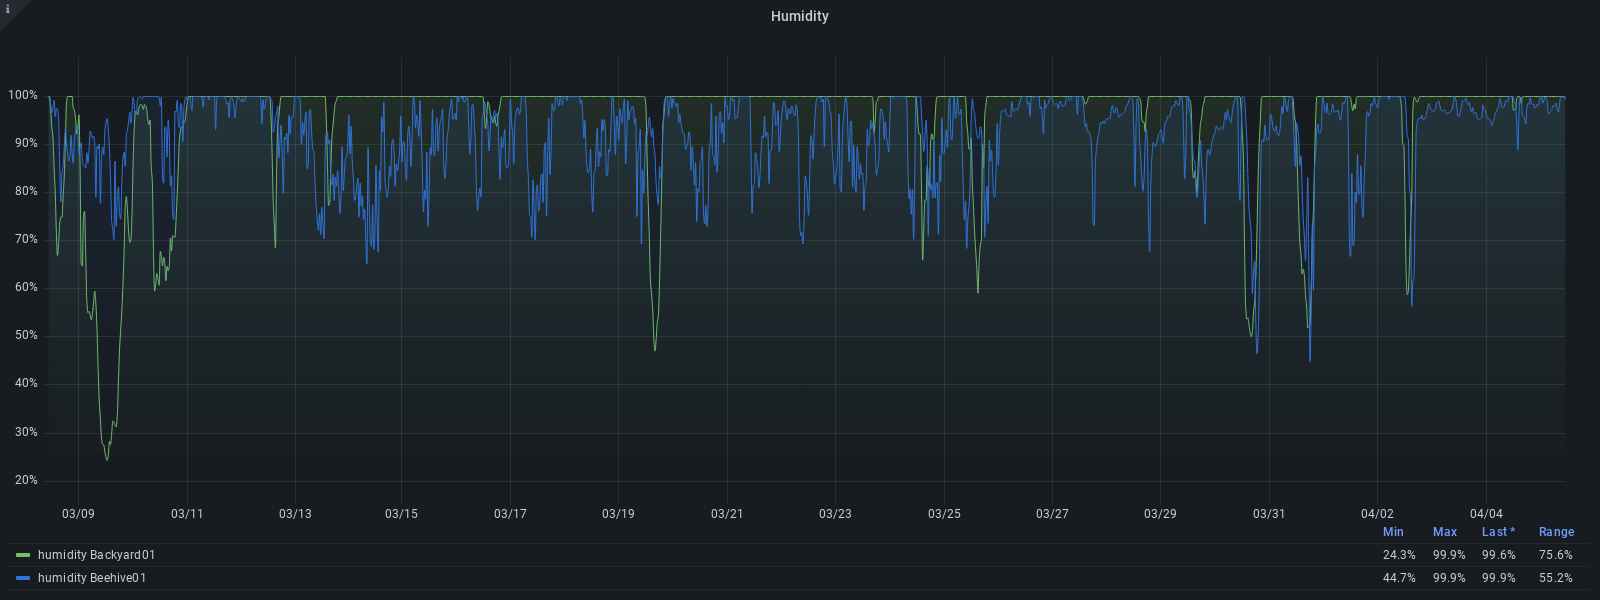 i
Humidity
100%
90%
80%
70%
60%
50%
40%
30%
20%
03/09 03/11 03/13 03/15 03/17 03/19 03/21 03/23 03/25 03/27 03/29 03/31 04/02 04/04
Min Max Last * Range
humidity Backyard01 24.3% 99.9% 99.6% 75.6%
humidity Beehive01 44.7% 99.9% 99.9% 55.2%